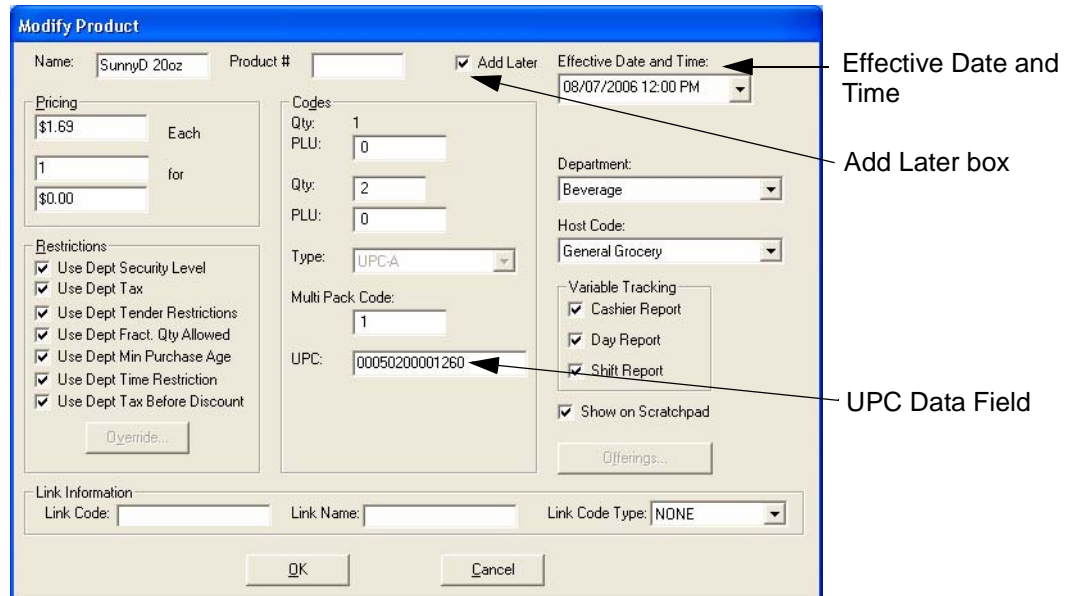 Modify Product
Name: SunnyD 20oz Product # Add Later Effective Date and Time:
08/07/2006 12:00 PM
Effective Date and
Time
Add Later box
Pricing
$1.69 Each
1 for
$0.00
Codes
Qty: 1
PLU: 0
Qty: 2
PLU: 0
Type: UPC-A
Multi Pack Code:
1
UPC: 00050200001260
Department:
Beverage
Host Code:
General Grocery
Restrictions
Use Dept Security Level
Use Dept Tax
Use Dept Tender Restrictions
Use Dept Fract. Qty Allowed
Use Dept Min Purchase Age
Use Dept Time Restriction
Use Dept Tax Before Discount
Override...
Variable Tracking
Cashier Report
Day Report
Shift Report
Show on Scratchpad
Offerings...
UPC Data Field
Link Information
Link Code: Link Name: Link Code Type: NONE
OK Cancel